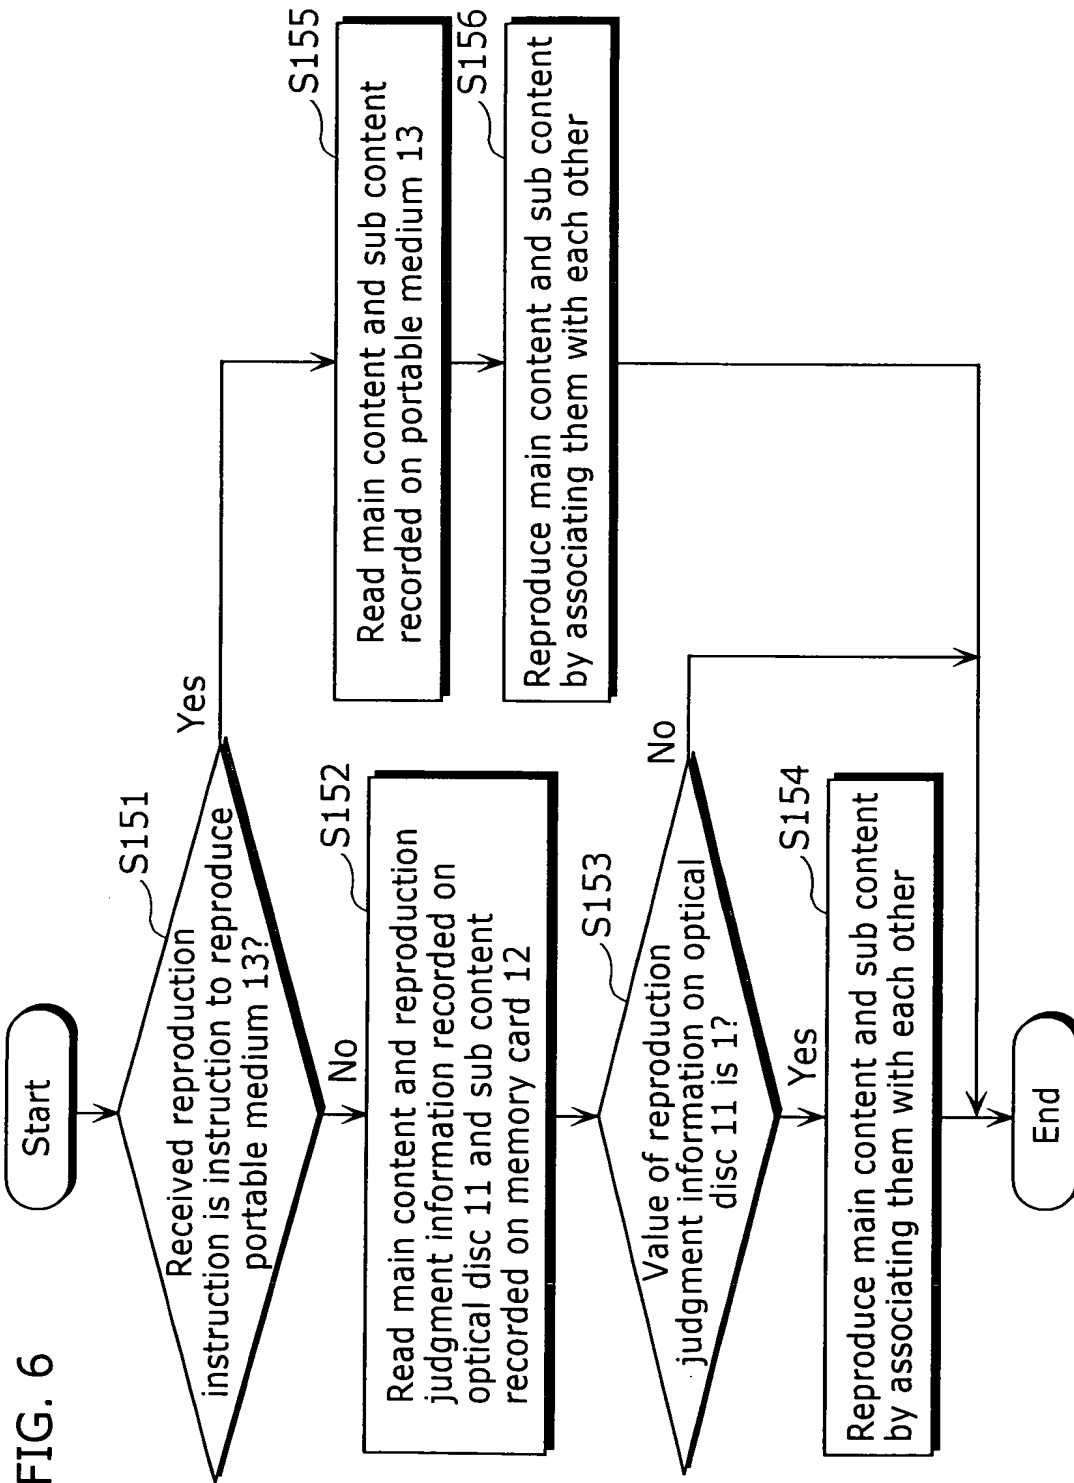 FIG. 6
Start
S151
Received reproduction
instruction is instruction to reproduce
portable medium 13?
Yes
No
S152
Read main content and reproduction
judgment information recorded on
optical disc 11 and sub content
recorded on memory card 12
S153
Value of reproduction
judgment information on optical
disc 11 is 1?
No
Yes
S154
Reproduce main content and sub content
by associating them with each other
S155
Read main content and sub content
recorded on portable medium 13
S156
Reproduce main content and sub content
by associating them with each other
End